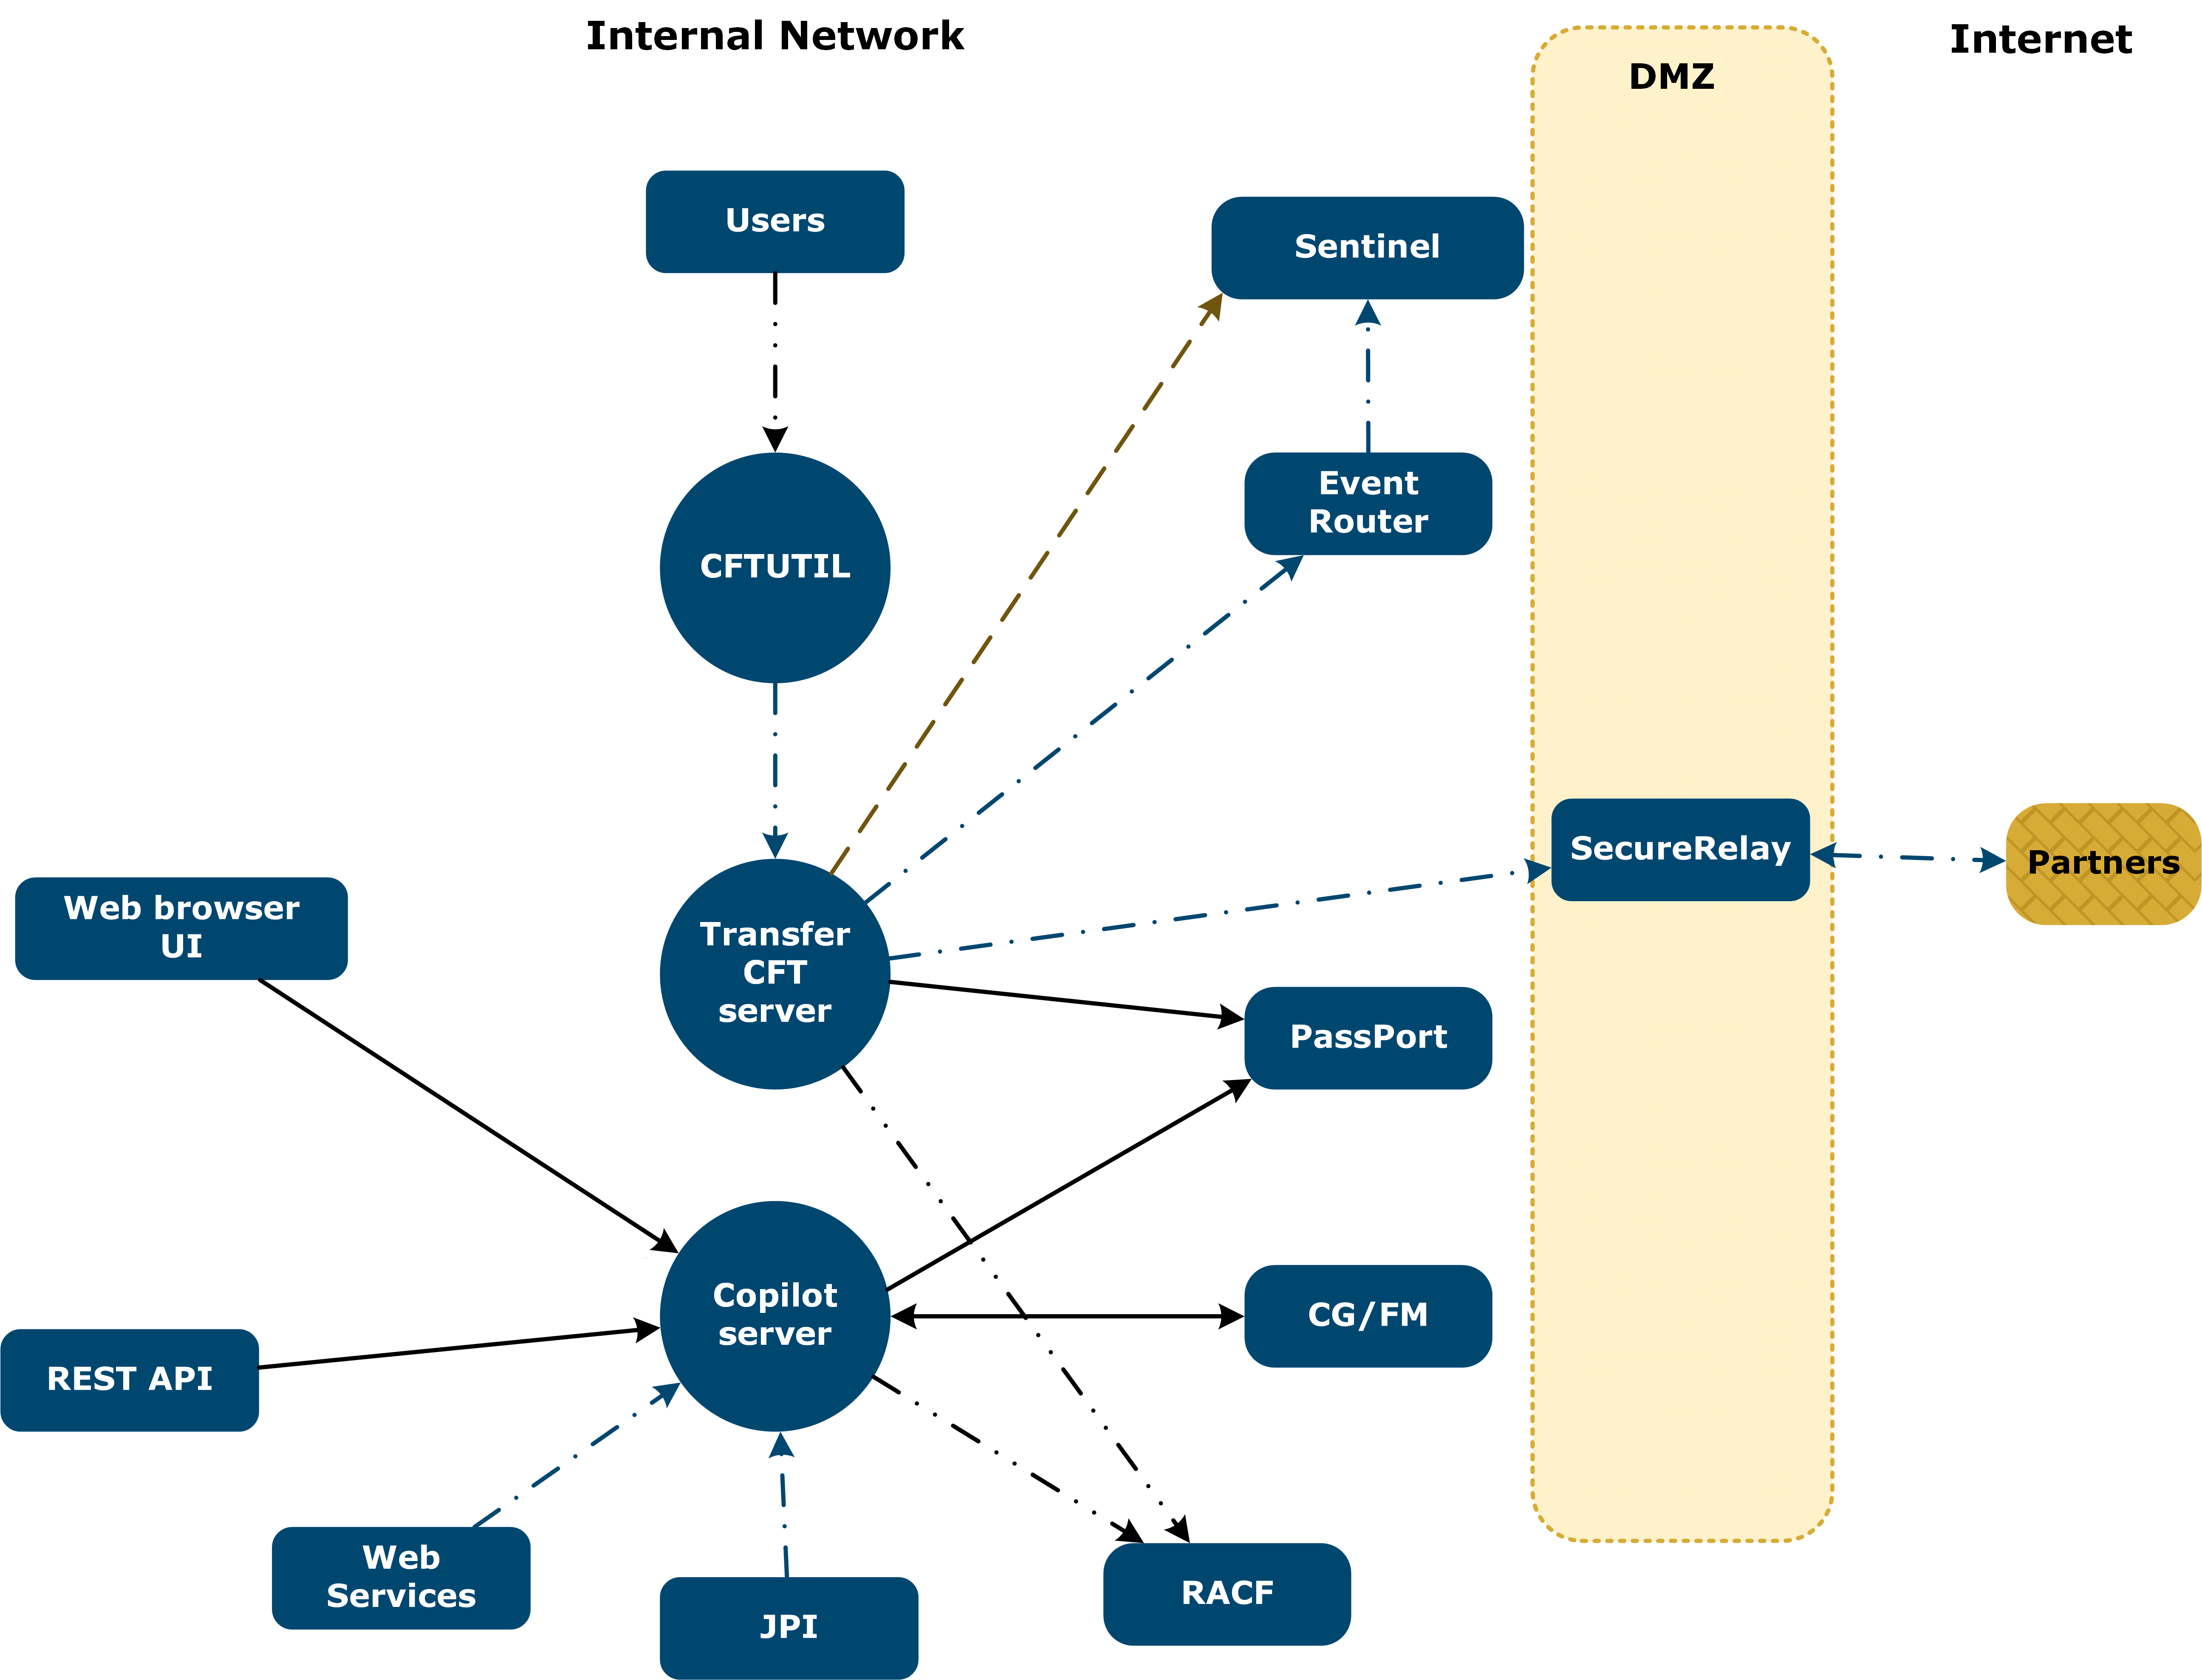 Internal Network
Internet
DMZ
Users
Sentinel
Event
Router
CFTUTIL
SecureRelay
Partners
Web browser
UI
Transfer
CFT
server
PassPort
Copilot
server
CG/FM
REST API
Web
Services
JPI
RACF